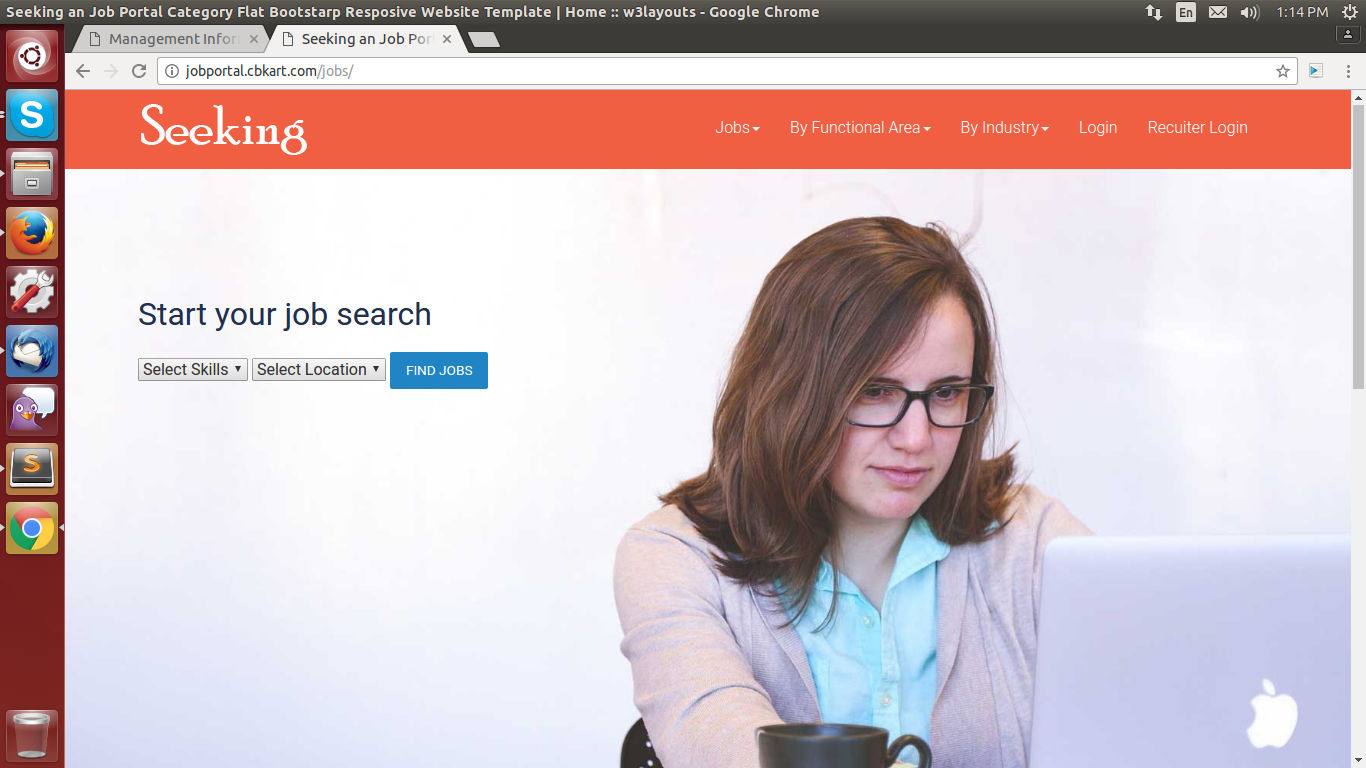 Seeking an Job Portal Category Flat Bootstarp Resposive Website Template | Home :: w3layouts - Google Chrome
En
1:14 PM
Management Infor
Seeking an Job Por
jobportal.cbkart.com/jobs/
Seeking
Jobs
By Functional Area
By Industry
Login
Recuiter Login
Start your job search
Select Skills
Select Location
FIND JOBS